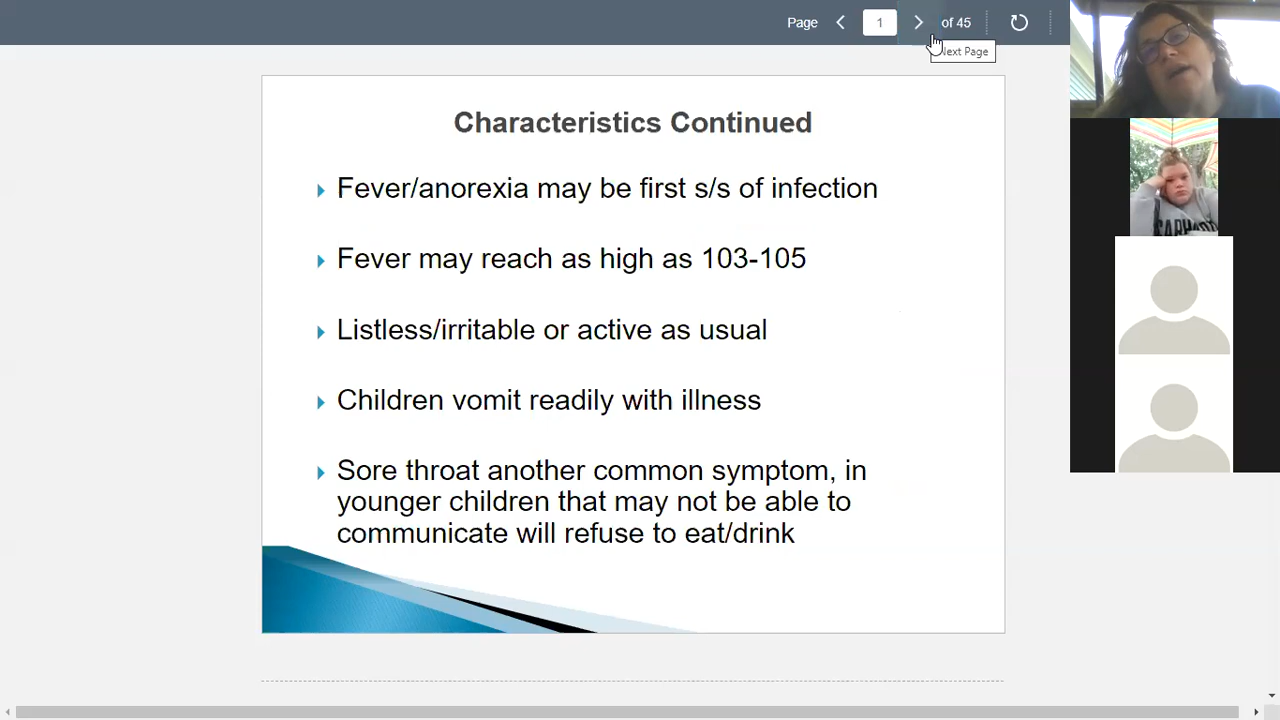 Page 1 of 45
Next Page
Characteristics Continued
Fever/anorexia may be first s/s of infection
Fever may reach as high as 103-105
Listless/irritable or active as usual
Children vomit readily with illness
Sore throat another common symptom, in
younger children that may not be able to
communicate will refuse to eat/drink